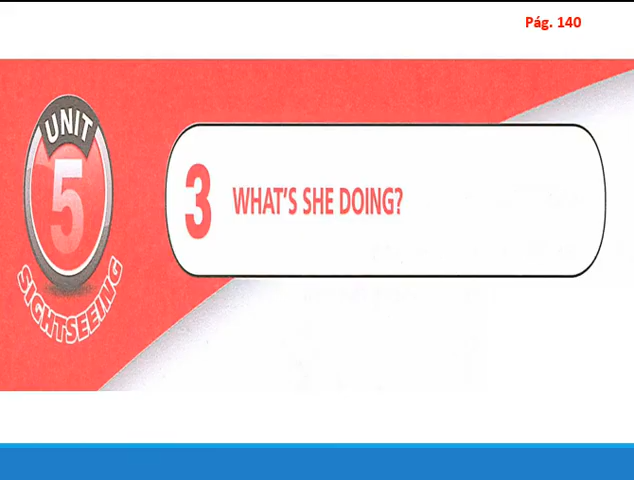 Pág. 140
UNIT
5
SIGHTSEEING
3 WHAT'S SHE DOING?